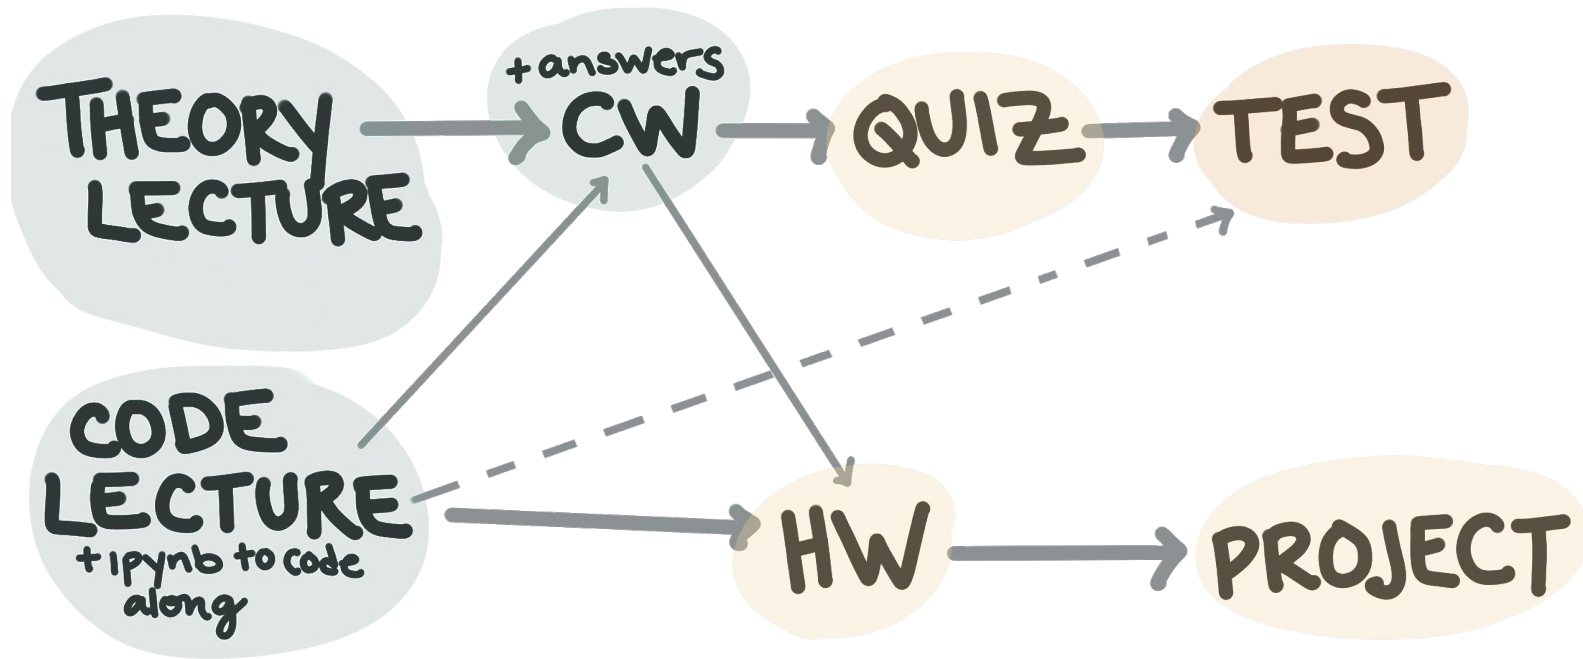 THEORY
LECTURE
+ answers
CW
QUIZ
TEST
CODE
LECTURE
+ ipynb to code
along
HW
PROJECT